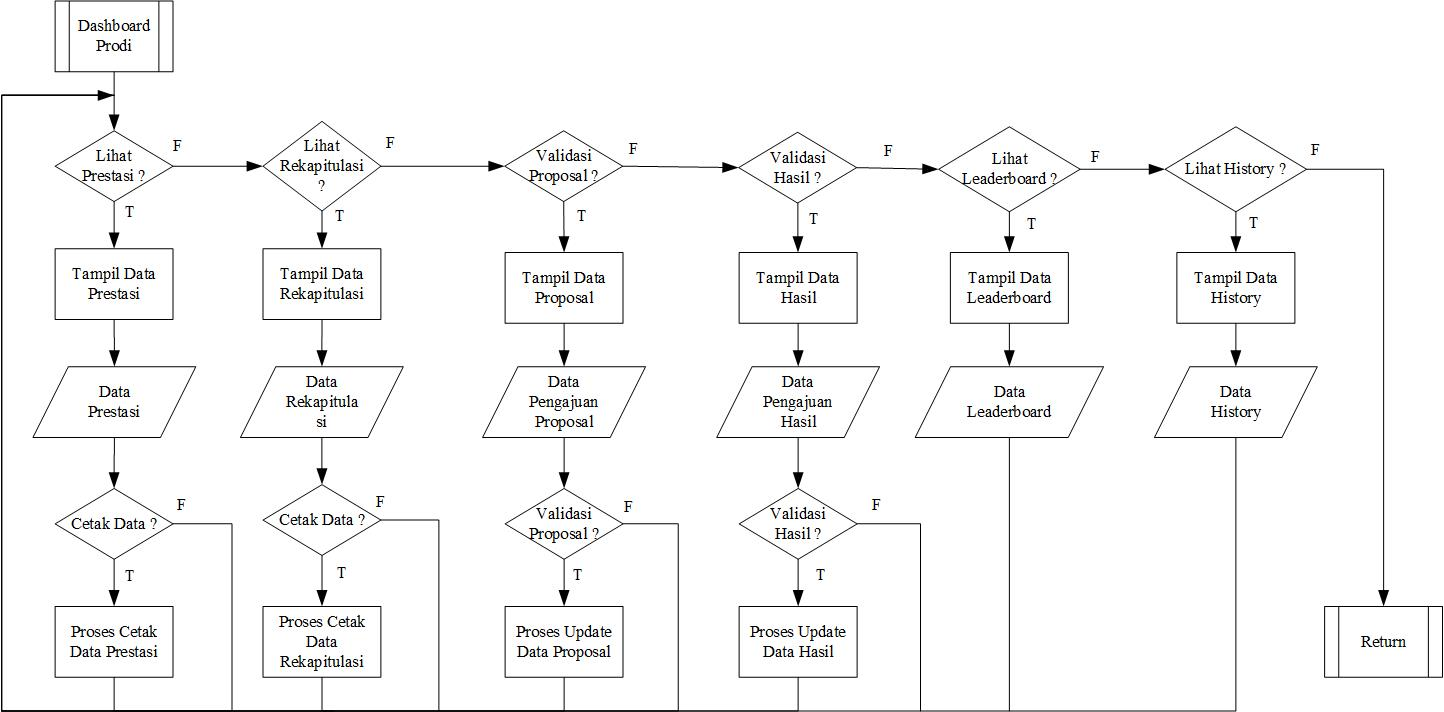 Dashboard
Prodi
Lihat
Prestasi ?
F
T
Lihat
Rekapitulasi
?
F
T
Validasi
Proposal ?
F
T
Validasi
Hasil ?
F
T
Lihat
Leaderboard ?
F
T
Lihat History ?
F
T
Tampil Data
Prestasi
Tampil Data
Rekapitulasi
Tampil Data
Proposal
Tampil Data
Hasil
Tampil Data
Leaderboard
Tampil Data
History
Data
Prestasi
Data
Rekapitula
si
Data
Pengajuan
Proposal
Data
Pengajuan
Hasil
Data
Leaderboard
Data
History
Cetak Data ?
F
T
Cetak Data ?
F
T
Validasi
Proposal ?
F
T
Validasi
Hasil ?
F
T
Proses Cetak
Data Prestasi
Proses Cetak
Data
Rekapitulasi
Proses Update
Data Proposal
Proses Update
Data Hasil
Return